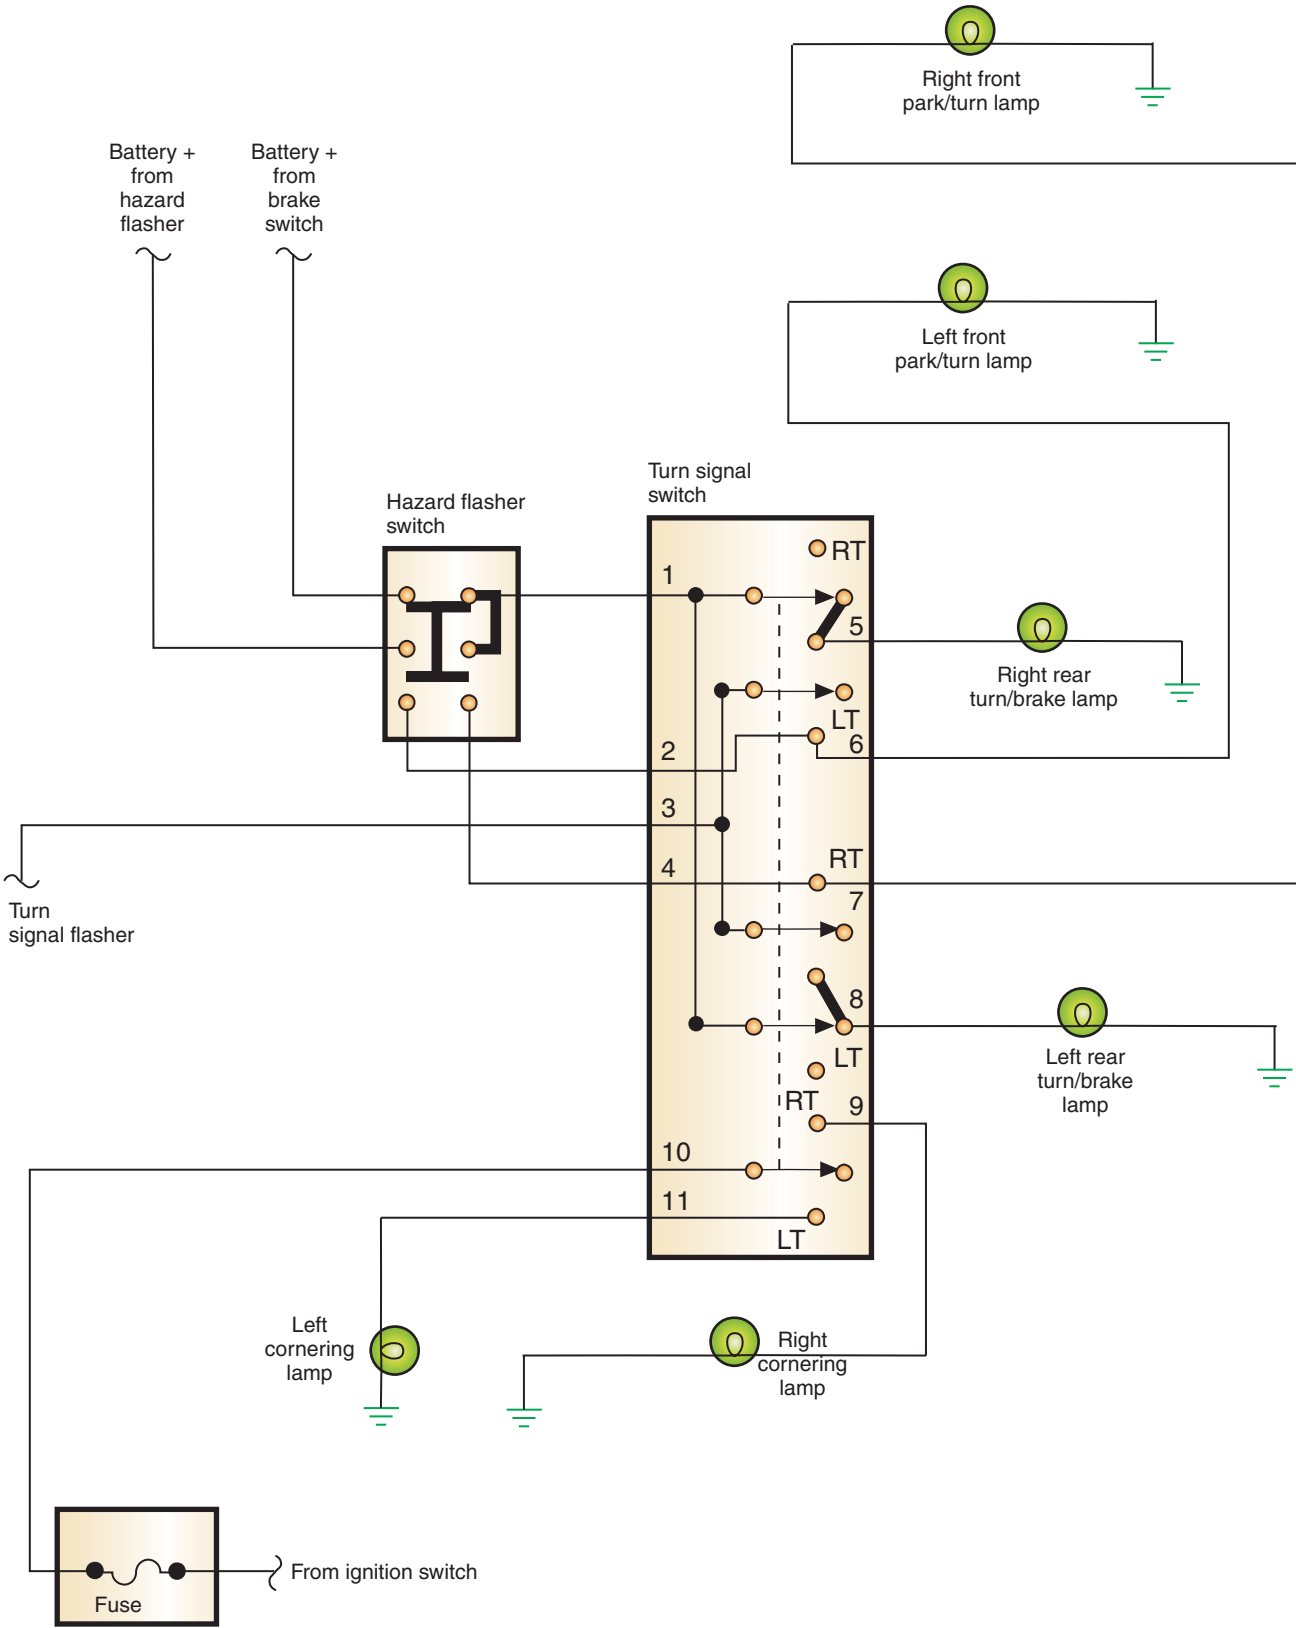 Right front
park/turn lamp
Battery +
from
hazard
flasher
Battery +
from
brake
switch
Left front
park/turn lamp
Turn signal
switch
Hazard flasher
switch
RT
1
5
Right rear
turn/brake lamp
LT
6
2
3
RT
4
7
Turn
signal flasher
8
LT
Left rear
turn/brake
lamp
RT
9
10
11
LT
Left
cornering
lamp
Right
cornering
lamp
From ignition switch
Fuse